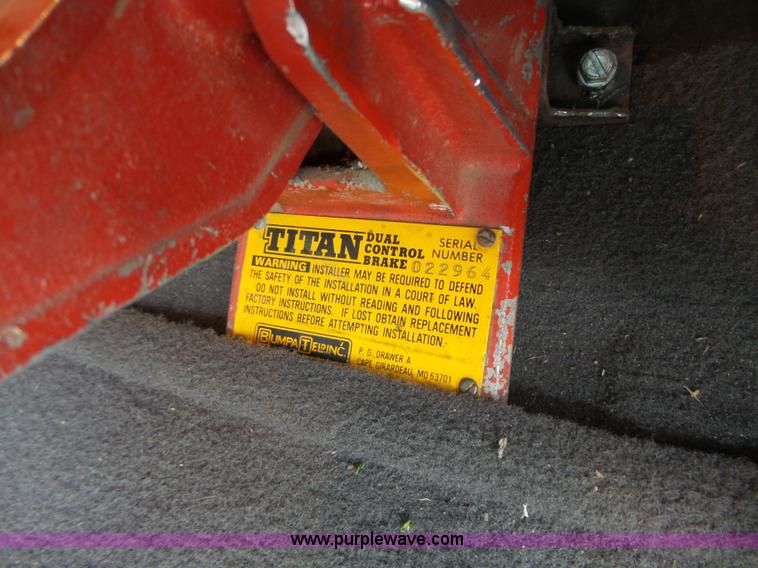 TITAN DUAL CONTROL BRAKE SERIAL NUMBER 022964
WARNING INSTALLER MAY BE REQUIRED TO DEFEND
THE SAFETY OF THE INSTALLATION IN A COURT OF LAW.
DO NOT INSTALL WITHOUT READING AND FOLLOWING
FACTORY INSTRUCTIONS. IF LOST OBTAIN REPLACEMENT
INSTRUCTIONS BEFORE ATTEMPTING INSTALLATION.
BUMPA TEL INC.
P. O. DRAWER A
CAPE GIRARDEAU, MO 63701
www.purplewave.com